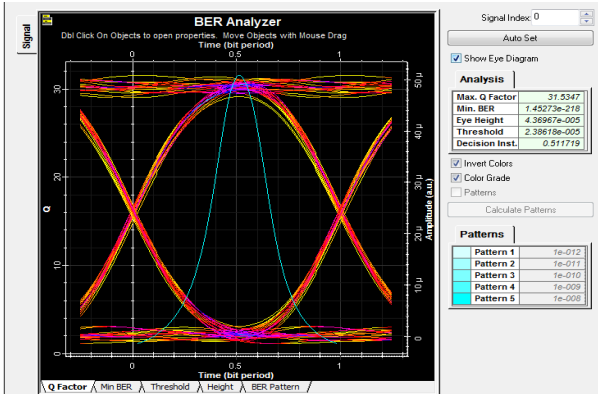 BER Analyzer
Dbl Click On Objects to open properties. Move Objects with Mouse Drag
Time (bit period)
0 0.5 1
Signal
Q
30
20
10
0
50 µ
40 µ
30 µ
20 µ
10 µ
0
Amplitude (a.u.)
0 0.5 1
Time (bit period)
Q Factor Min BER Threshold Height BER Pattern
Signal Index: 0
Auto Set
Show Eye Diagram
Analysis
Max. Q Factor 31.5347
Min. BER 1.45273e-218
Eye Height 4.36967e-005
Threshold 2.38618e-005
Decision Inst. 0.511719
Invert Colors
Color Grade
Patterns
Calculate Patterns
Patterns
Pattern 1 1e-012
Pattern 2 1e-011
Pattern 3 1e-010
Pattern 4 1e-009
Pattern 5 1e-008